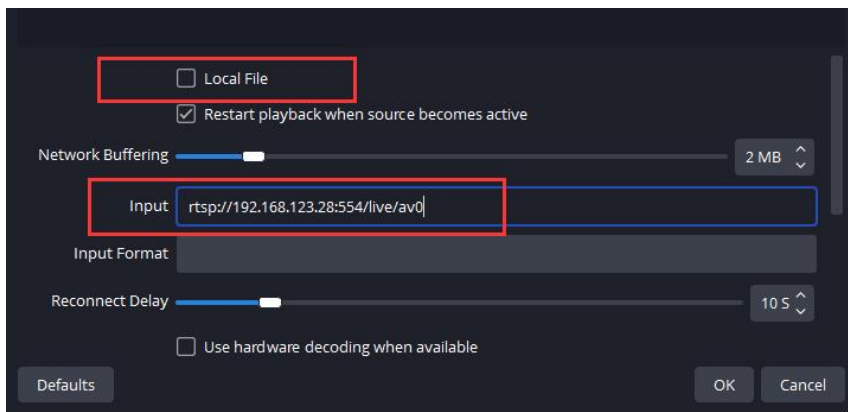 Local File
Restart playback when source becomes active
Network Buffering 2 MB
Input rtsp://192.168.123.28:554/live/av0
Input Format
Reconnect Delay 10 S
Use hardware decoding when available
Defaults OK Cancel